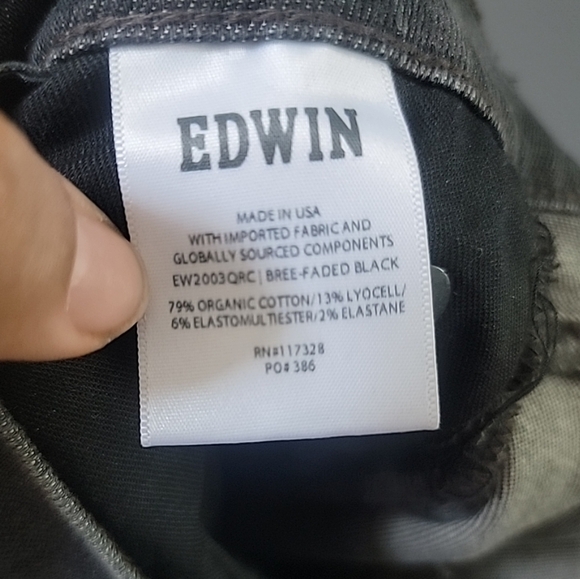 EDWIN
MADE IN USA
WITH IMPORTED FABRIC AND
GLOBALLY SOURCED COMPONENTS
EW2003QRC | BREE-FADED BLACK
79% ORGANIC COTTON/13% LYOCELL/
6% ELASTOMULTIESTER/2% ELASTANE
RN#117328
PO# 386